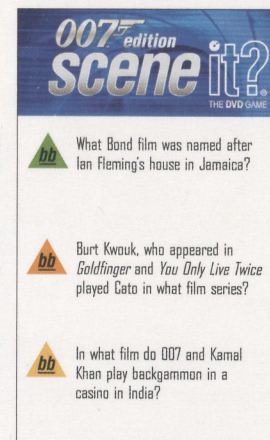 007 edition
scene it?®
THE DVD GAME
bb
What Bond film was named after
Ian Fleming's house in Jamaica?
bb
Burt Kwouk, who appeared in
Goldfinger and You Only Live Twice
played Cato in what film series?
bb
In what film do 007 and Kamal
Khan play backgammon in a
casino in India?